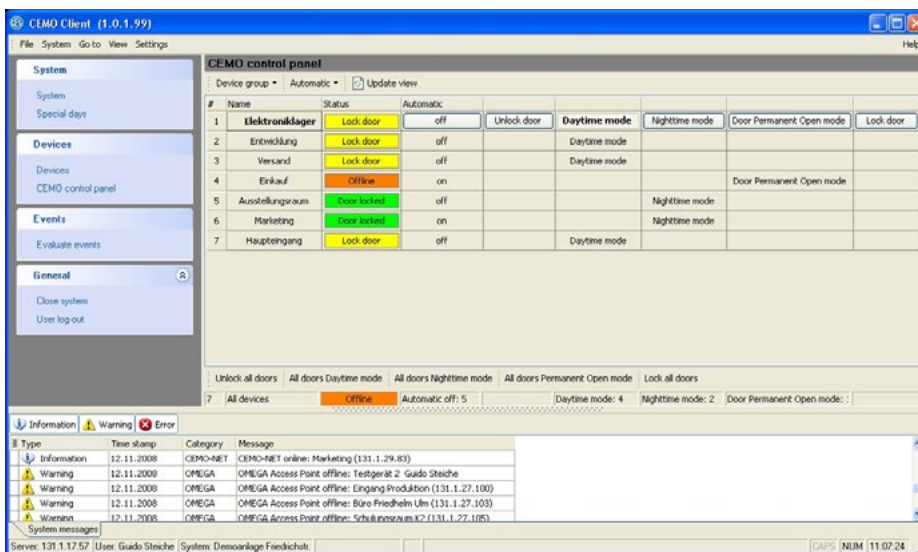 CEMO Client (1.0.1.99)
File System Go to View Settings Help
System
System
Special days
Devices
Devices
CEMO control panel
Events
Evaluate events
General
Close system
User log out
CEMO control panel
Device group Automatic Update view
# Name Status Automatic
1 Elektroniklager Lock door off Unlock door Daytime mode Nighttime mode Door Permanent Open mode Lock door
2 Entwicklung Lock door off Daytime mode
3 Versand Lock door off Daytime mode
4 Einkauf Offline on Door Permanent Open mode
5 Ausstellungsraum Door locked off Nighttime mode
6 Marketing Door locked on Nighttime mode
7 Haupteingang Lock door off Daytime mode
Unlock all doors All doors Daytime mode All doors Nighttime mode All doors Permanent Open mode Lock all doors
7 All devices Offline Automatic off: 5 Daytime mode: 4 Nighttime mode: 2 Door Permanent Open mode:
Information Warning Error
Type Time stamp Category Message
Information 12.11.2008 CEMO-NET CEMO-NET online: Marketing (131.1.29.83)
Warning 12.11.2008 OMEGA OMEGA Access Point offline: Testgerät 2 Guido Steiche
Warning 12.11.2008 OMEGA OMEGA Access Point offline: Eingang Produktion (131.1.27.100)
Warning 12.11.2008 OMEGA OMEGA Access Point offline: Büro Friedhelm Ulm (131.1.27.103)
Warning 12.11.2008 OMEGA OMEGA Access Point offline: Schulungsraum K2 (131.1.27.105)
System messages
Server: 131.1.17.57 User: Guido Steiche System: Demoanlage Friedrichstr. CAPS NUM 11:07:24